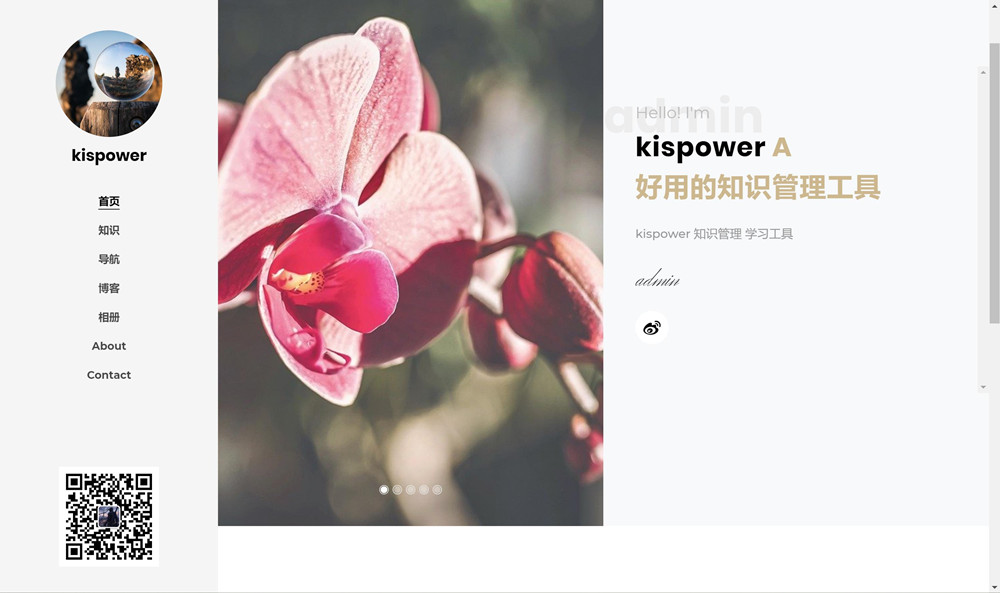 kispower
首页
知识
导航
博客
相册
About
Contact
admin
Hello! I'm
kispower A
好用的知识管理工具
kispower 知识管理 学习工具
admin